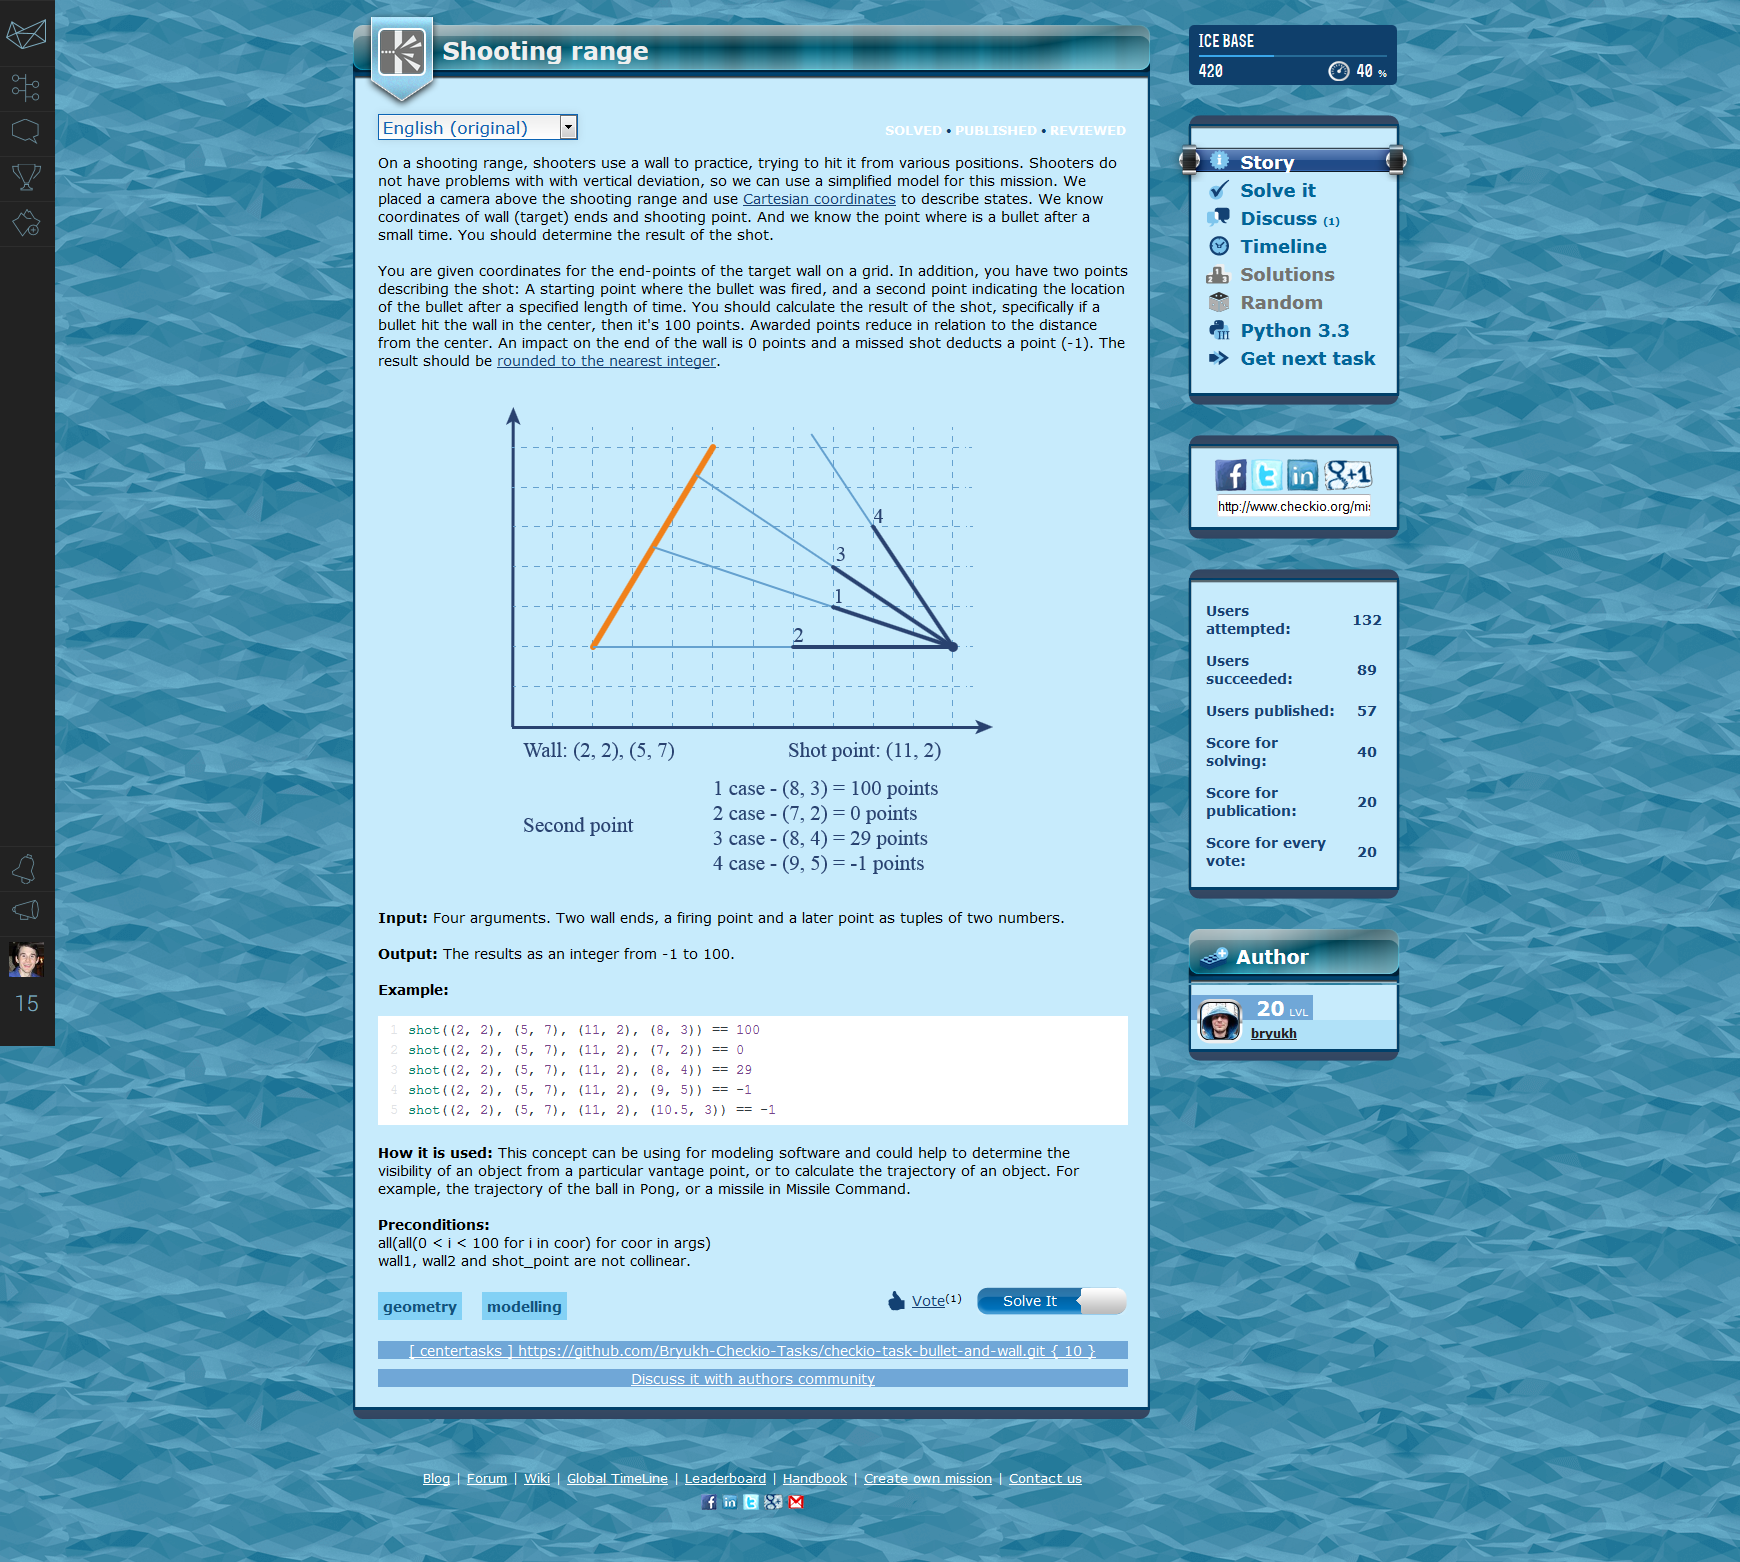 Shooting range
English (original)
SOLVED • PUBLISHED • REVIEWED
On a shooting range, shooters use a wall to practice, trying to hit it from various positions. Shooters do
not have problems with with vertical deviation, so we can use a simplified model for this mission. We
placed a camera above the shooting range and use Cartesian coordinates to describe states. We know
coordinates of wall (target) ends and shooting point. And we know the point where is a bullet after a
small time. You should determine the result of the shot.
You are given coordinates for the end-points of the target wall on a grid. In addition, you have two points
describing the shot: A starting point where the bullet was fired, and a second point indicating the location
of the bullet after a specified length of time. You should calculate the result of the shot, specifically if a
bullet hit the wall in the center, then it's 100 points. Awarded points reduce in relation to the distance
from the center. An impact on the end of the wall is 0 points and a missed shot deducts a point (-1). The
result should be rounded to the nearest integer.
4
3
1
2
Wall: (2, 2), (5, 7) Shot point: (11, 2)
1 case - (8, 3) = 100 points
2 case - (7, 2) = 0 points
Second point
3 case - (8, 4) = 29 points
4 case - (9, 5) = -1 points
Input: Four arguments. Two wall ends, a firing point and a later point as tuples of two numbers.
Output: The results as an integer from -1 to 100.
Example:
1 shot((2, 2), (5, 7), (11, 2), (8, 3)) == 100
2 shot((2, 2), (5, 7), (11, 2), (7, 2)) == 0
3 shot((2, 2), (5, 7), (11, 2), (8, 4)) == 29
4 shot((2, 2), (5, 7), (11, 2), (9, 5)) == -1
5 shot((2, 2), (5, 7), (11, 2), (10.5, 3)) == -1
How it is used: This concept can be using for modeling software and could help to determine the
visibility of an object from a particular vantage point, or to calculate the trajectory of an object. For
example, the trajectory of the ball in Pong, or a missile in Missile Command.
Preconditions:
all(all(0 < i < 100 for i in coor) for coor in args)
wall1, wall2 and shot_point are not collinear.
geometry modelling
Vote(1) Solve It
[ centertasks ] https://github.com/Bryukh-Checkio-Tasks/checkio-task-bullet-and-wall.git { 10 }
Discuss it with authors community
Blog | Forum | Wiki | Global TimeLine | Leaderboard | Handbook | Create own mission | Contact us
ICE BASE
420 40 %
Story
Solve it
Discuss (1)
Timeline
Solutions
Random
Python 3.3
Get next task
http://www.checkio.org/mis
Users
attempted: 132
Users
succeeded: 89
Users published: 57
Score for
solving: 40
Score for
publication: 20
Score for every
vote: 20
Author
20 LVL
bryukh
15